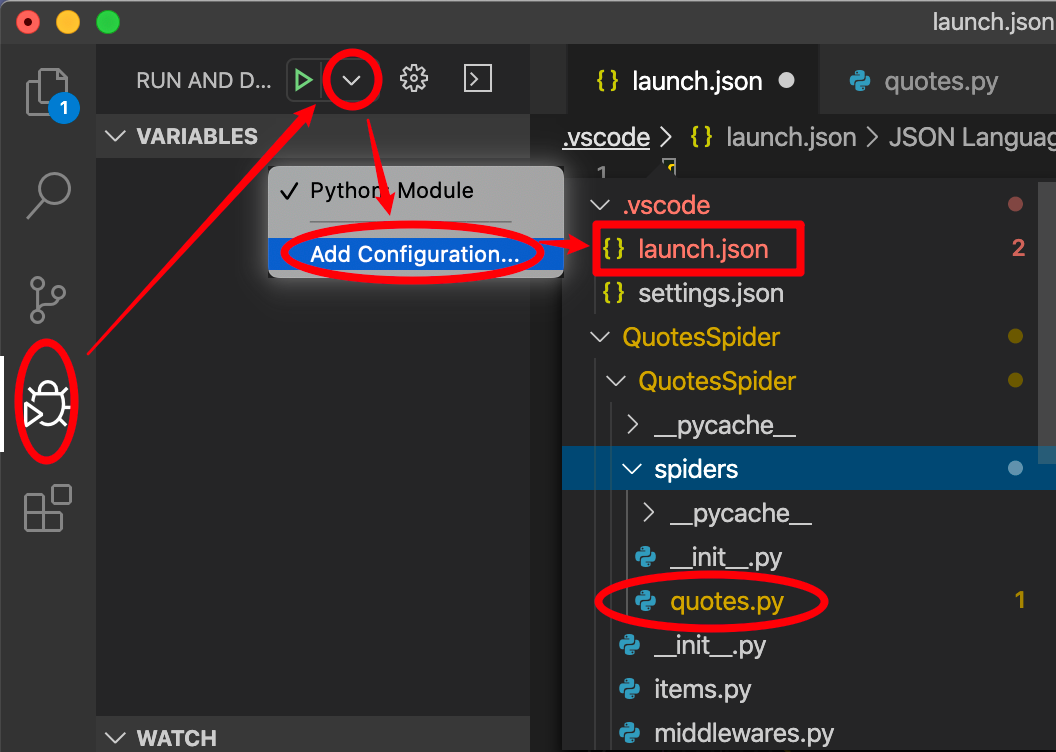 launch.json
1
RUN AND D...
VARIABLES
✓ Python: Module
Add Configuration...
WATCH
{} launch.json
quotes.py
.vscode > {} launch.json > JSON Languag
1
.vscode
{} launch.json 2
{} settings.json
QuotesSpider
QuotesSpider
> __pycache__
spiders
> __pycache__
__init__.py
quotes.py 1
__init__.py
items.py
middlewares.py